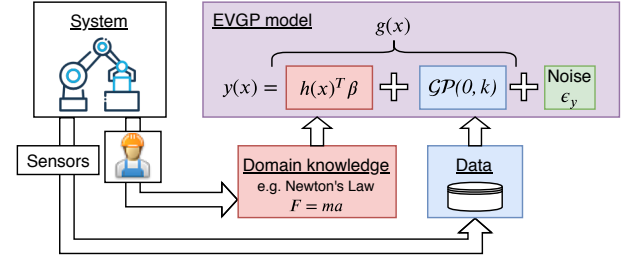 System
EVGP model
g(x)
y(x) = h(x)ᵀ β + 𝒢𝒫(0, k) + Noise ϵ_y
Sensors
Domain knowledge
e.g. Newton's Law
F = ma
Data